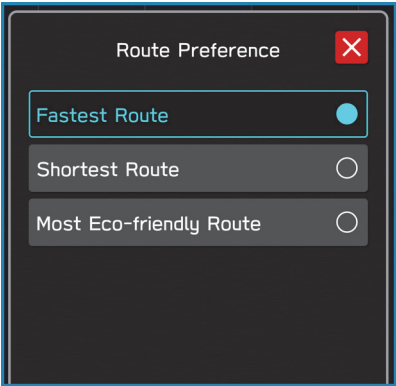 Route Preference
Fastest Route
Shortest Route
Most Eco-friendly Route